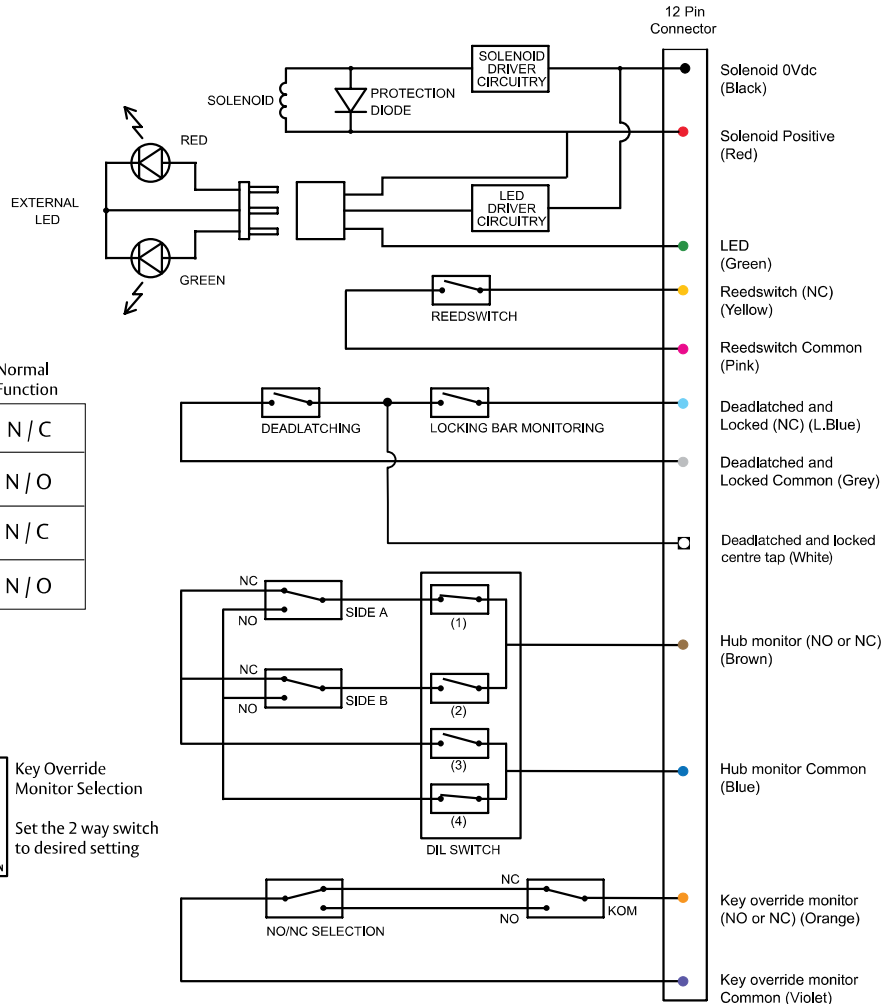 12 Pin
Connector
SOLENOID
DRIVER
CIRCUITRY
Solenoid 0Vdc
(Black)
SOLENOID
PROTECTION
DIODE
Solenoid Positive
(Red)
RED
EXTERNAL
LED
LED
DRIVER
CIRCUITRY
GREEN
LED
(Green)
REEDSWITCH
Reedswitch (NC)
(Yellow)
Reedswitch Common
(Pink)
Normal
Function
N/C
N/O
N/C
N/O
DEADLATCHING
LOCKING BAR MONITORING
Deadlatched and
Locked (NC) (L.Blue)
Deadlatched and
Locked Common (Grey)
Deadlatched and locked
centre tap (White)
NC
NO
SIDE A
(1)
Hub monitor (NO or NC)
(Brown)
NC
NO
SIDE B
(2)
(3)
Hub monitor Common
(Blue)
(4)
DIL SWITCH
Key Override
Monitor Selection
Set the 2 way switch
to desired setting
NC
NO
KOM
NO/NC SELECTION
Key override monitor
(NO or NC) (Orange)
Key override monitor
Common (Violet)